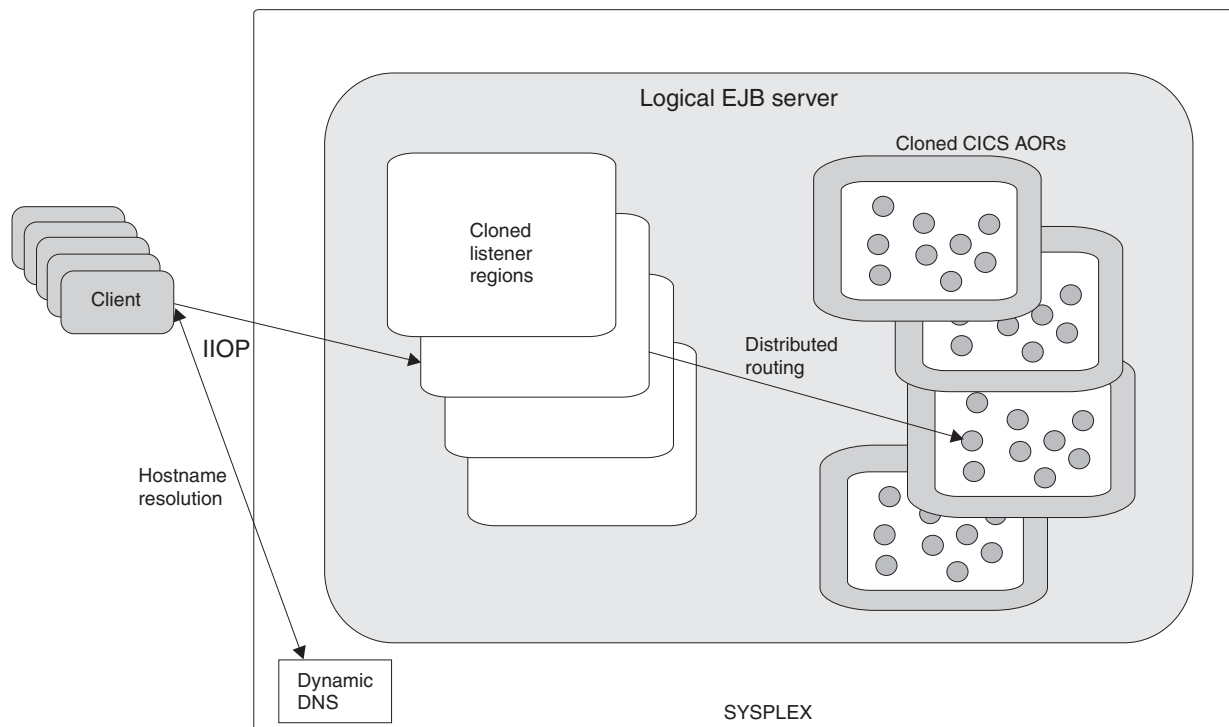 Logical EJB server
Cloned CICS AORs
Cloned
listener
regions
Client
IIOP
Distributed
routing
Hostname
resolution
Dynamic
DNS
SYSPLEX